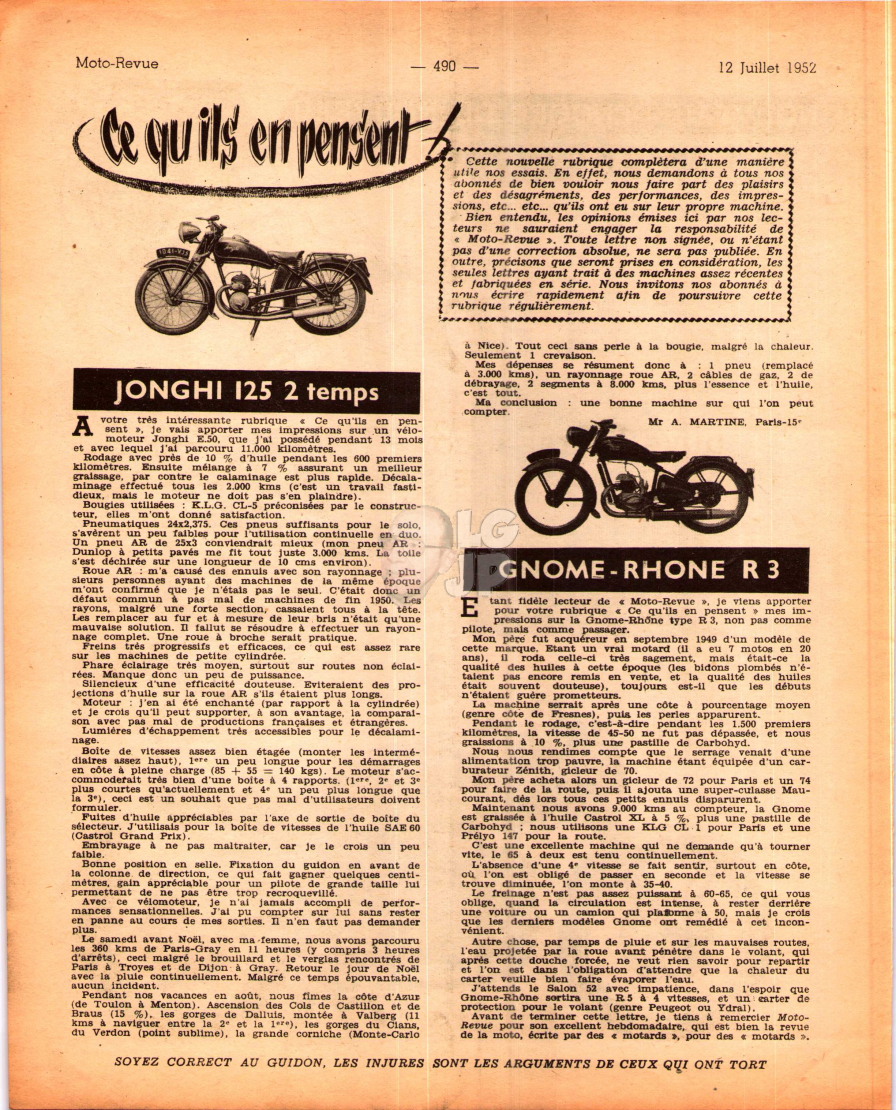 Moto-Revue
— 490 —
12 Juillet 1952
Ce qu'ils en pensent !
Cette nouvelle rubrique complètera d'une manière
utile nos essais. En effet, nous demandons à tous nos
abonnés de bien vouloir nous faire part des plaisirs
et des désagréments, des performances, des impres-
sions, etc... etc... qu'ils ont eu sur leur propre machine.
Bien entendu, les opinions émises ici par nos lec-
teurs ne sauraient engager la responsabilité de
« Moto-Revue ». Toute lettre non signée, ou n'étant
pas d'une correction absolue, ne sera pas publiée. En
outre, précisons que seront prises en considération, les
seules lettres ayant trait à des machines assez récentes
et fabriquées en série. Nous invitons nos abonnés à
nous écrire rapidement afin de poursuivre cette
rubrique régulièrement.
JONGHI 125 2 temps
A votre très intéressante rubrique « Ce qu'ils en pen-
sent », je vais apporter mes impressions sur un vélo-
moteur Jonghi E.50, que j'ai possédé pendant 13 mois
et avec lequel j'ai parcouru 11.000 kilomètres.
Rodage avec près de 10 % d'huile pendant les 600 premiers
kilomètres. Ensuite mélange à 7 % assurant un meilleur
graissage, par contre le calaminage est plus rapide. Décala-
minage effectué tous les 2.000 kms (c'est un travail fasti-
dieux, mais le moteur ne doit pas s'en plaindre).
Bougies utilisées : K.L.G. CL-5 préconisées par le construc-
teur, elles m'ont donné satisfaction.
Pneumatiques 24x2,375. Ces pneus suffisants pour le solo,
s'avèrent un peu faibles pour l'utilisation continuelle en duo.
Un pneu AR de 25x3 conviendrait mieux (mon pneu AR :
Dunlop à petits pavés me fit tout juste 3.000 kms. La toile
s'est déchirée sur une longueur de 10 cms environ).
Roue AR : m'a causé des ennuis avec son rayonnage ; plu-
sieurs personnes ayant des machines de la même époque
m'ont confirmé que je n'étais pas le seul. C'était donc un
défaut commun à pas mal de machines de fin 1950. Les
rayons, malgré une forte section, cassaient tous à la tête.
Les remplacer au fur et à mesure de leur bris n'était qu'une
mauvaise solution. Il fallut se résoudre à effectuer un rayon-
nage complet. Une roue à broche serait pratique.
Freins très progressifs et efficaces, ce qui est assez rare
sur les machines de petite cylindrée.
Phare éclairage très moyen, surtout sur routes non éclai-
rées. Manque donc un peu de puissance.
Silencieux d'une efficacité douteuse. Eviteraient des pro-
jections d'huile sur la roue AR s'ils étaient plus longs.
Moteur : j'en ai été enchanté (par rapport à la cylindrée)
et je crois qu'il peut supporter, à son avantage, la comparai-
son avec pas mal de productions françaises et étrangères.
Lumières d'échappement très accessibles pour le décalami-
nage.
Boîte de vitesses assez bien étagée (monter les intermé-
diaires assez haut), 1ere un peu longue pour les démarrages
en côte à pleine charge (85 + 55 = 140 kgs). Le moteur s'ac-
commoderait très bien d'une boîte à 4 rapports. (1ere, 2e et 3e
plus courtes qu'actuellement et 4e un peu plus longue que
la 3e), ceci est un souhait que pas mal d'utilisateurs doivent
formuler.
Fuites d'huile appréciables par l'axe de sortie de boîte du
sélecteur. J'utilisais pour la boîte de vitesses de l'huile SAE 60
(Castrol Grand Prix).
Embrayage à ne pas maltraiter, car je le crois un peu
faible.
Bonne position en selle. Fixation du guidon en avant de
la colonne de direction, ce qui fait gagner quelques centi-
mètres, gain appréciable pour un pilote de grande taille lui
permettant de ne pas être trop recroquevillé.
Avec ce vélomoteur, je n'ai jamais accompli de perfor-
mances sensationnelles. J'ai pu compter sur lui sans rester
en panne au cours de mes sorties. Il n'en faut pas demander
plus.
Le samedi avant Noël, avec ma femme, nous avons parcouru
les 360 kms de Paris-Gray en 11 heures (y compris 3 heures
d'arrêts), ceci malgré le brouillard et le verglas rencontrés de
Paris à Troyes et de Dijon à Gray. Retour le jour de Noël
avec la pluie continuellement. Malgré ce temps épouvantable,
aucun incident.
Pendant nos vacances en août, nous fîmes la côte d'Azur
(de Toulon à Menton). Ascension des Cols de Castillon et de
Braus (15 %), les gorges de Dalluis, montée à Valberg (11
kms à naviguer entre la 2e et la 1ere), les gorges du Cians,
du Verdon (point sublime), la grande corniche (Monte-Carlo
à Nice). Tout ceci sans perle à la bougie, malgré la chaleur.
Seulement 1 crevaison.
Mes dépenses se résument donc à : 1 pneu (remplacé
à 3.000 kms), un rayonnage roue AR, 2 câbles de gaz, 2 de
débrayage, 2 segments à 8.000 kms, plus l'essence et l'huile,
c'est tout.
Ma conclusion : une bonne machine sur qui l'on peut
compter.
Mr A. MARTINE, Paris-15e
LG
JP
GNOME-RHONE R 3
Etant fidèle lecteur de « Moto-Revue », je viens apporter
pour votre rubrique « Ce qu'ils en pensent » mes im-
pressions sur la Gnome-Rhône type R 3, non pas comme
pilote, mais comme passager.
Mon père fut acquéreur en septembre 1949 d'un modèle de
cette marque. Etant un vrai motard (il a eu 7 motos en 20
ans), il roda celle-ci très sagement, mais était-ce la
qualité des huiles à cette époque (les bidons plombés n'é-
taient pas encore remis en vente, et la qualité des huiles
était souvent douteuse), toujours est-il que les débuts
n'étaient guère prometteurs.
La machine serrait après une côte à pourcentage moyen
(genre côte de Fresnes), puis les perles apparurent.
Pendant le rodage, c'est-à-dire pendant les 1.500 premiers
kilomètres, la vitesse de 45-50 ne fut pas dépassée, et nous
graissions à 10 %, plus une pastille de Carbohyd.
Nous nous rendîmes compte que le serrage venait d'une
alimentation trop pauvre, la machine étant équipée d'un car-
burateur Zénith, gicleur de 70.
Mon père acheta alors un gicleur de 72 pour Paris et un 74
pour faire de la route, puis il ajouta une super-culasse Mau-
courant, dès lors tous ces petits ennuis disparurent.
Maintenant nous avons 9.000 kms au compteur, la Gnome
est graissée à l'huile Castrol XL à 5 %, plus une pastille de
Carbohyd ; nous utilisons une KLG CL 1 pour Paris et une
Prélyo 147 pour la route.
C'est une excellente machine qui ne demande qu'à tourner
vite, le 65 à deux est tenu continuellement.
L'absence d'une 4e vitesse se fait sentir, surtout en côte,
où l'on est obligé de passer en seconde et la vitesse se
trouve diminuée, l'on monte à 35-40.
Le freinage n'est pas assez puissant à 60-65, ce qui vous
oblige, quand la circulation est intense, à rester derrière
une voiture ou un camion qui plafonne à 50, mais je crois
que les derniers modèles Gnome ont remédié à cet incon-
vénient.
Autre chose, par temps de pluie et sur les mauvaises routes,
l'eau projetée par la roue avant pénètre dans le volant, qui
après cette douche forcée, ne veut rien savoir pour repartir
et l'on est dans l'obligation d'attendre que la chaleur du
carter veuille bien faire évaporer l'eau.
J'attends le Salon 52 avec impatience, dans l'espoir que
Gnome-Rhône sortira une R 5 à 4 vitesses, et un carter de
protection pour le volant (genre Peugeot ou Ydral).
Avant de terminer cette lettre, je tiens à remercier Moto-
Revue pour son excellent hebdomadaire, qui est bien la revue
de la moto, écrite par des « motards », pour des « motards ».
SOYEZ CORRECT AU GUIDON, LES INJURES SONT LES ARGUMENTS DE CEUX QUI ONT TORT